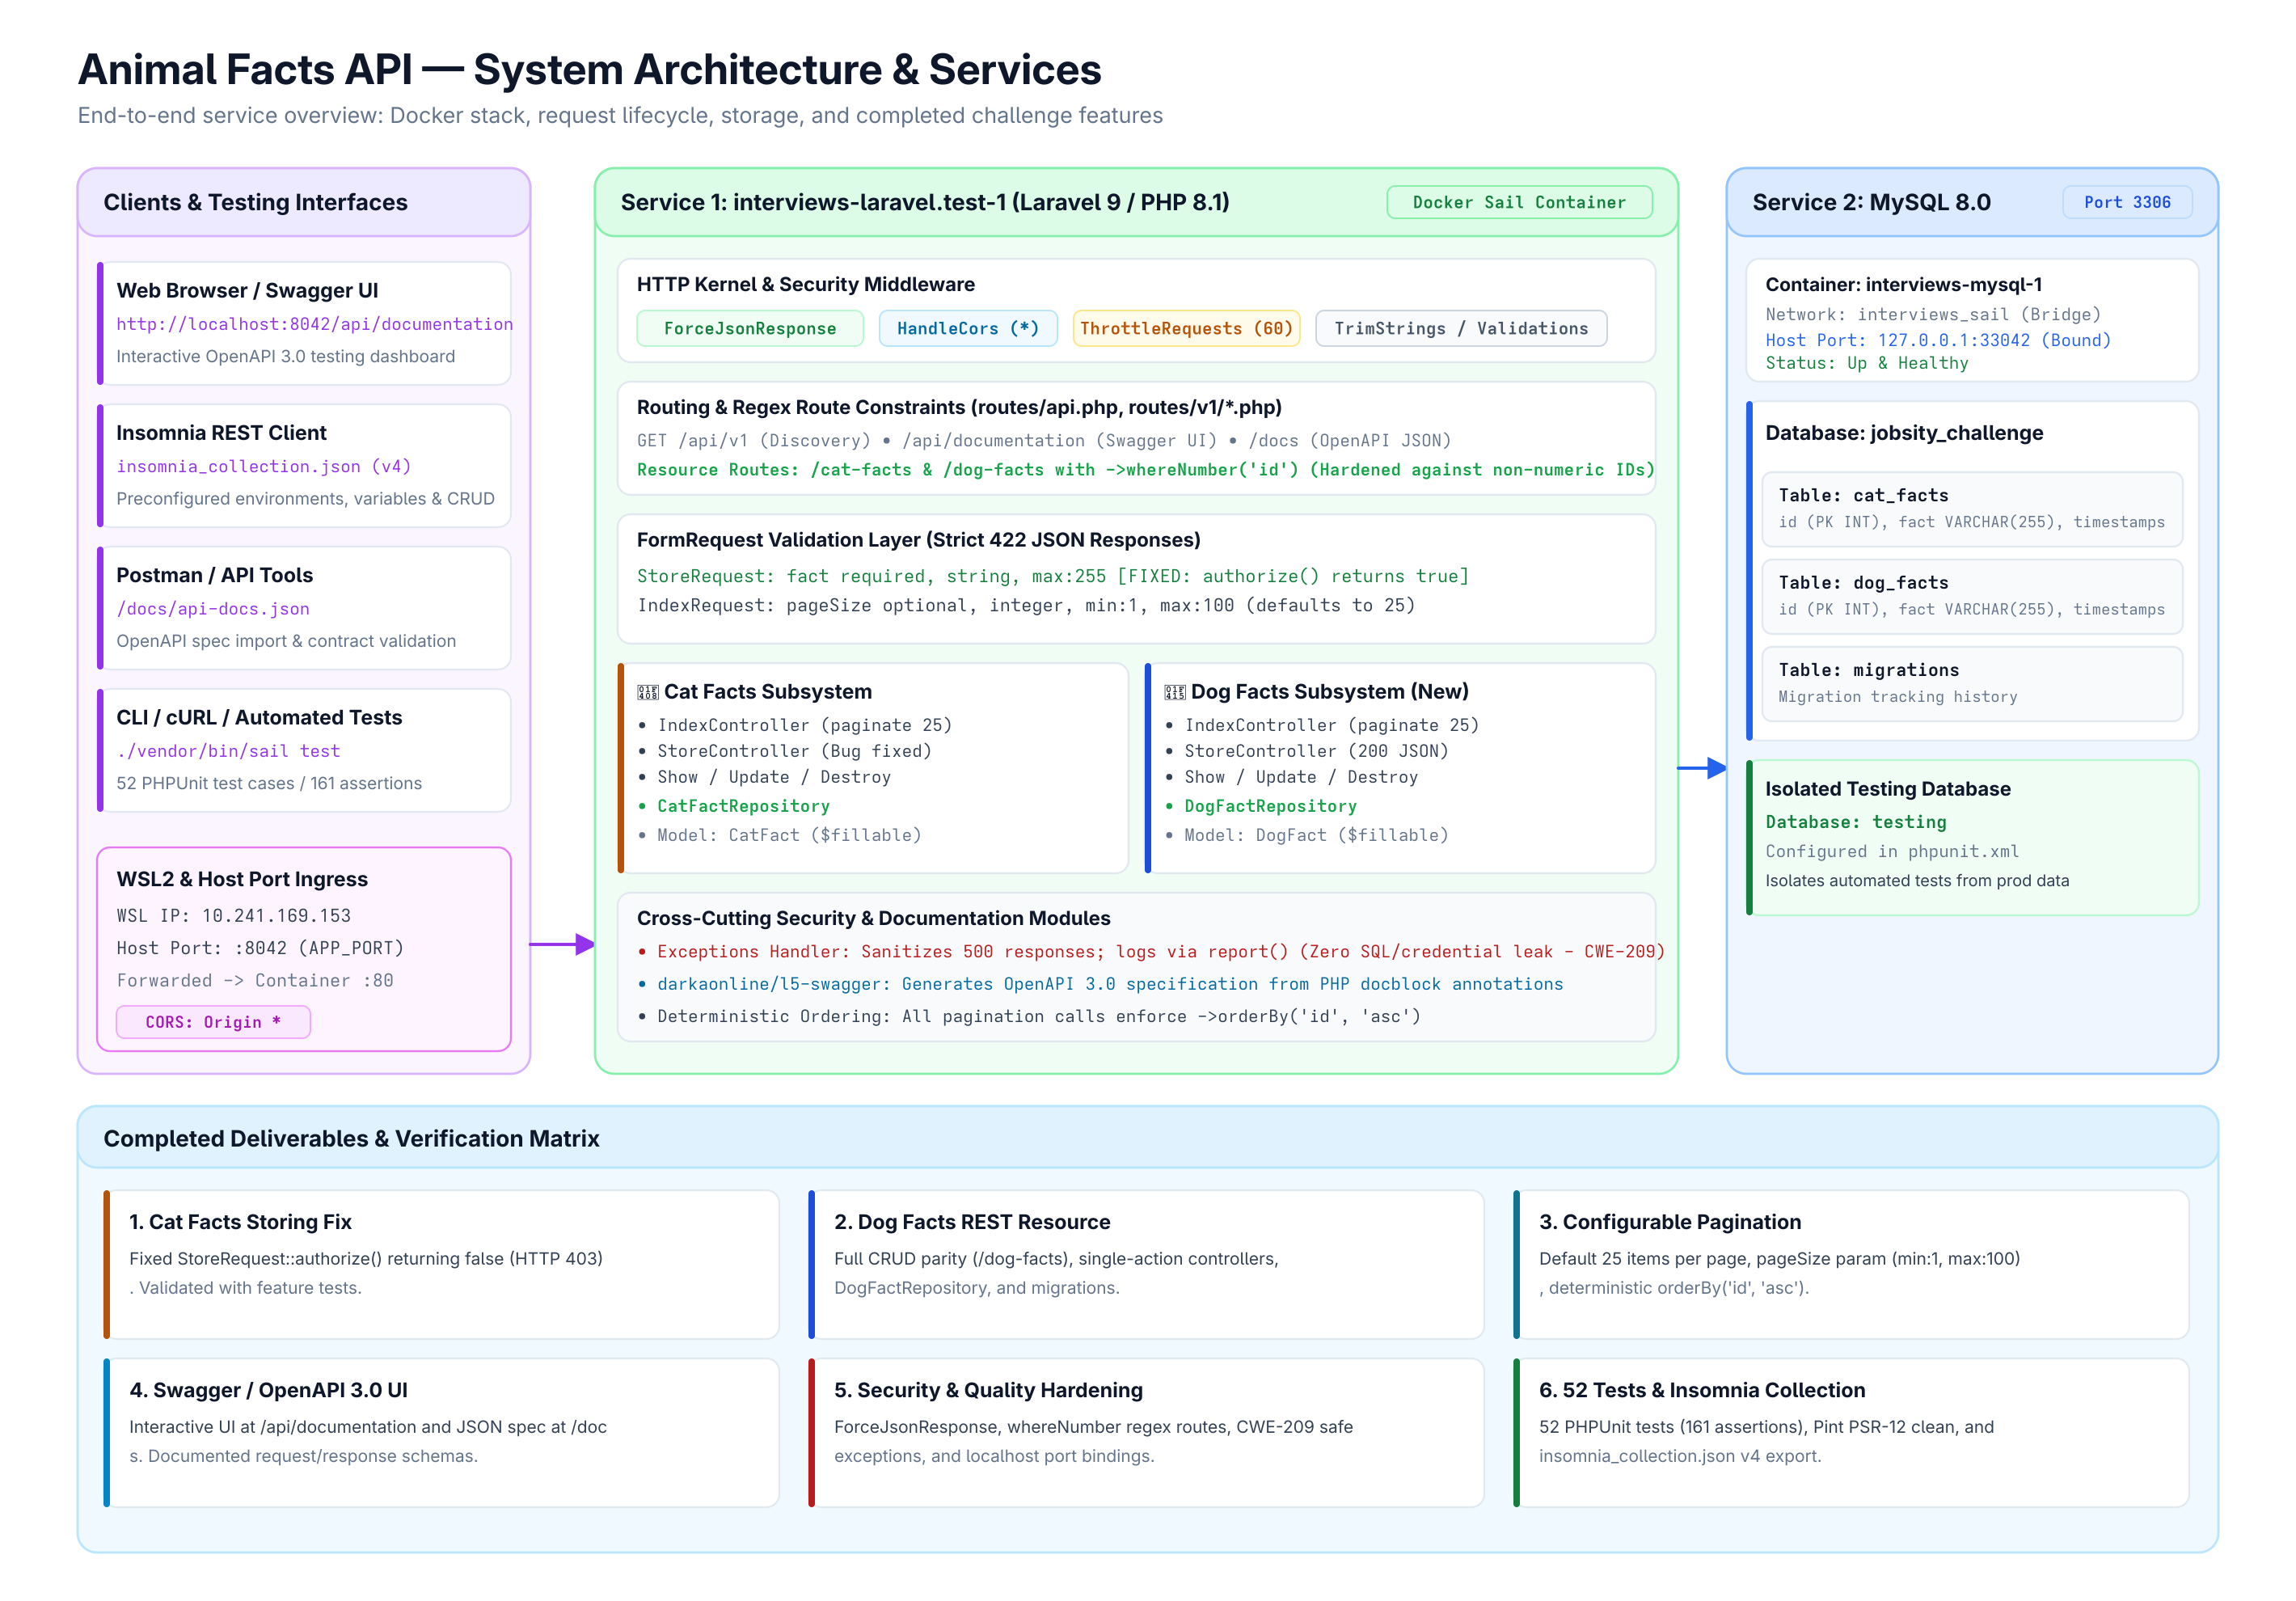 Animal Facts API — System Architecture & Services
End-to-end service overview: Docker stack, request lifecycle, storage, and completed challenge features
Clients & Testing Interfaces
Web Browser / Swagger UI
http://localhost:8042/api/documentation
Interactive OpenAPI 3.0 testing dashboard
Insomnia REST Client
insomnia_collection.json (v4)
Preconfigured environments, variables & CRUD
Postman / API Tools
/docs/api-docs.json
OpenAPI spec import & contract validation
CLI / cURL / Automated Tests
./vendor/bin/sail test
52 PHPUnit test cases / 161 assertions
WSL2 & Host Port Ingress
WSL IP: 10.241.169.153
Host Port: :8042 (APP_PORT)
Forwarded -> Container :80
CORS: Origin *
Service 1: interviews-laravel.test-1 (Laravel 9 / PHP 8.1)
Docker Sail Container
HTTP Kernel & Security Middleware
ForceJsonResponse
HandleCors (*)
ThrottleRequests (60)
TrimStrings / Validations
Routing & Regex Route Constraints (routes/api.php, routes/v1/*.php)
GET /api/v1 (Discovery) • /api/documentation (Swagger UI) • /docs (OpenAPI JSON)
Resource Routes: /cat-facts & /dog-facts with ->whereNumber('id') (Hardened against non-numeric IDs)
FormRequest Validation Layer (Strict 422 JSON Responses)
StoreRequest: fact required, string, max:255 [FIXED: authorize() returns true]
IndexRequest: pageSize optional, integer, min:1, max:100 (defaults to 25)
Cat Facts Subsystem
• IndexController (paginate 25)
• StoreController (Bug fixed)
• Show / Update / Destroy
• CatFactRepository
• Model: CatFact ($fillable)
Dog Facts Subsystem (New)
• IndexController (paginate 25)
• StoreController (200 JSON)
• Show / Update / Destroy
• DogFactRepository
• Model: DogFact ($fillable)
Cross-Cutting Security & Documentation Modules
• Exceptions Handler: Sanitizes 500 responses; logs via report() (Zero SQL/credential leak - CWE-209)
• darkaonline/l5-swagger: Generates OpenAPI 3.0 specification from PHP docblock annotations
• Deterministic Ordering: All pagination calls enforce ->orderBy('id', 'asc')
Service 2: MySQL 8.0
Port 3306
Container: interviews-mysql-1
Network: interviews_sail (Bridge)
Host Port: 127.0.0.1:33042 (Bound)
Status: Up & Healthy
Database: jobsity_challenge
Table: cat_facts
id (PK INT), fact VARCHAR(255), timestamps
Table: dog_facts
id (PK INT), fact VARCHAR(255), timestamps
Table: migrations
Migration tracking history
Isolated Testing Database
Database: testing
Configured in phpunit.xml
Isolates automated tests from prod data
Completed Deliverables & Verification Matrix
1. Cat Facts Storing Fix
Fixed StoreRequest::authorize() returning false (HTTP 403)
. Validated with feature tests.
2. Dog Facts REST Resource
Full CRUD parity (/dog-facts), single-action controllers,
DogFactRepository, and migrations.
3. Configurable Pagination
Default 25 items per page, pageSize param (min:1, max:100)
, deterministic orderBy('id', 'asc').
4. Swagger / OpenAPI 3.0 UI
Interactive UI at /api/documentation and JSON spec at /doc
s. Documented request/response schemas.
5. Security & Quality Hardening
ForceJsonResponse, whereNumber regex routes, CWE-209 safe
exceptions, and localhost port bindings.
6. 52 Tests & Insomnia Collection
52 PHPUnit tests (161 assertions), Pint PSR-12 clean, and
insomnia_collection.json v4 export.